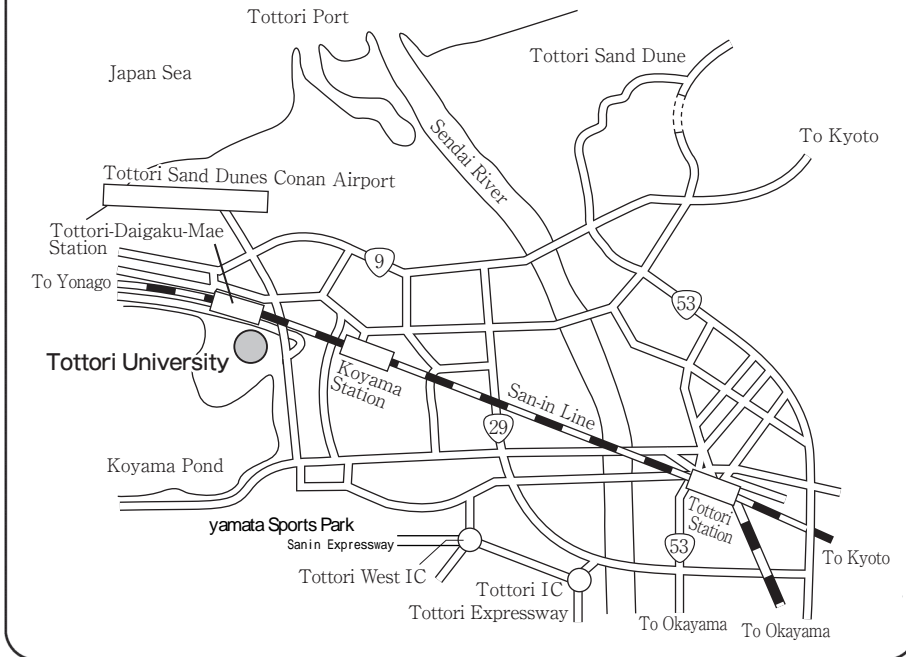 Tottori Port
Tottori Sand Dune
Japan Sea
Sendai River
To Kyoto
Tottori Sand Dunes Conan Airport
Tottori-Daigaku-Mae
Station
9
To Yonago
53
Tottori University
Koyama
Station
San-in Line
29
Koyama Pond
yamata Sports Park
Sanin Expressway
Tottori
Station
53
To Kyoto
Tottori West IC
Tottori IC
Tottori Expressway
To Okayama
To Okayama